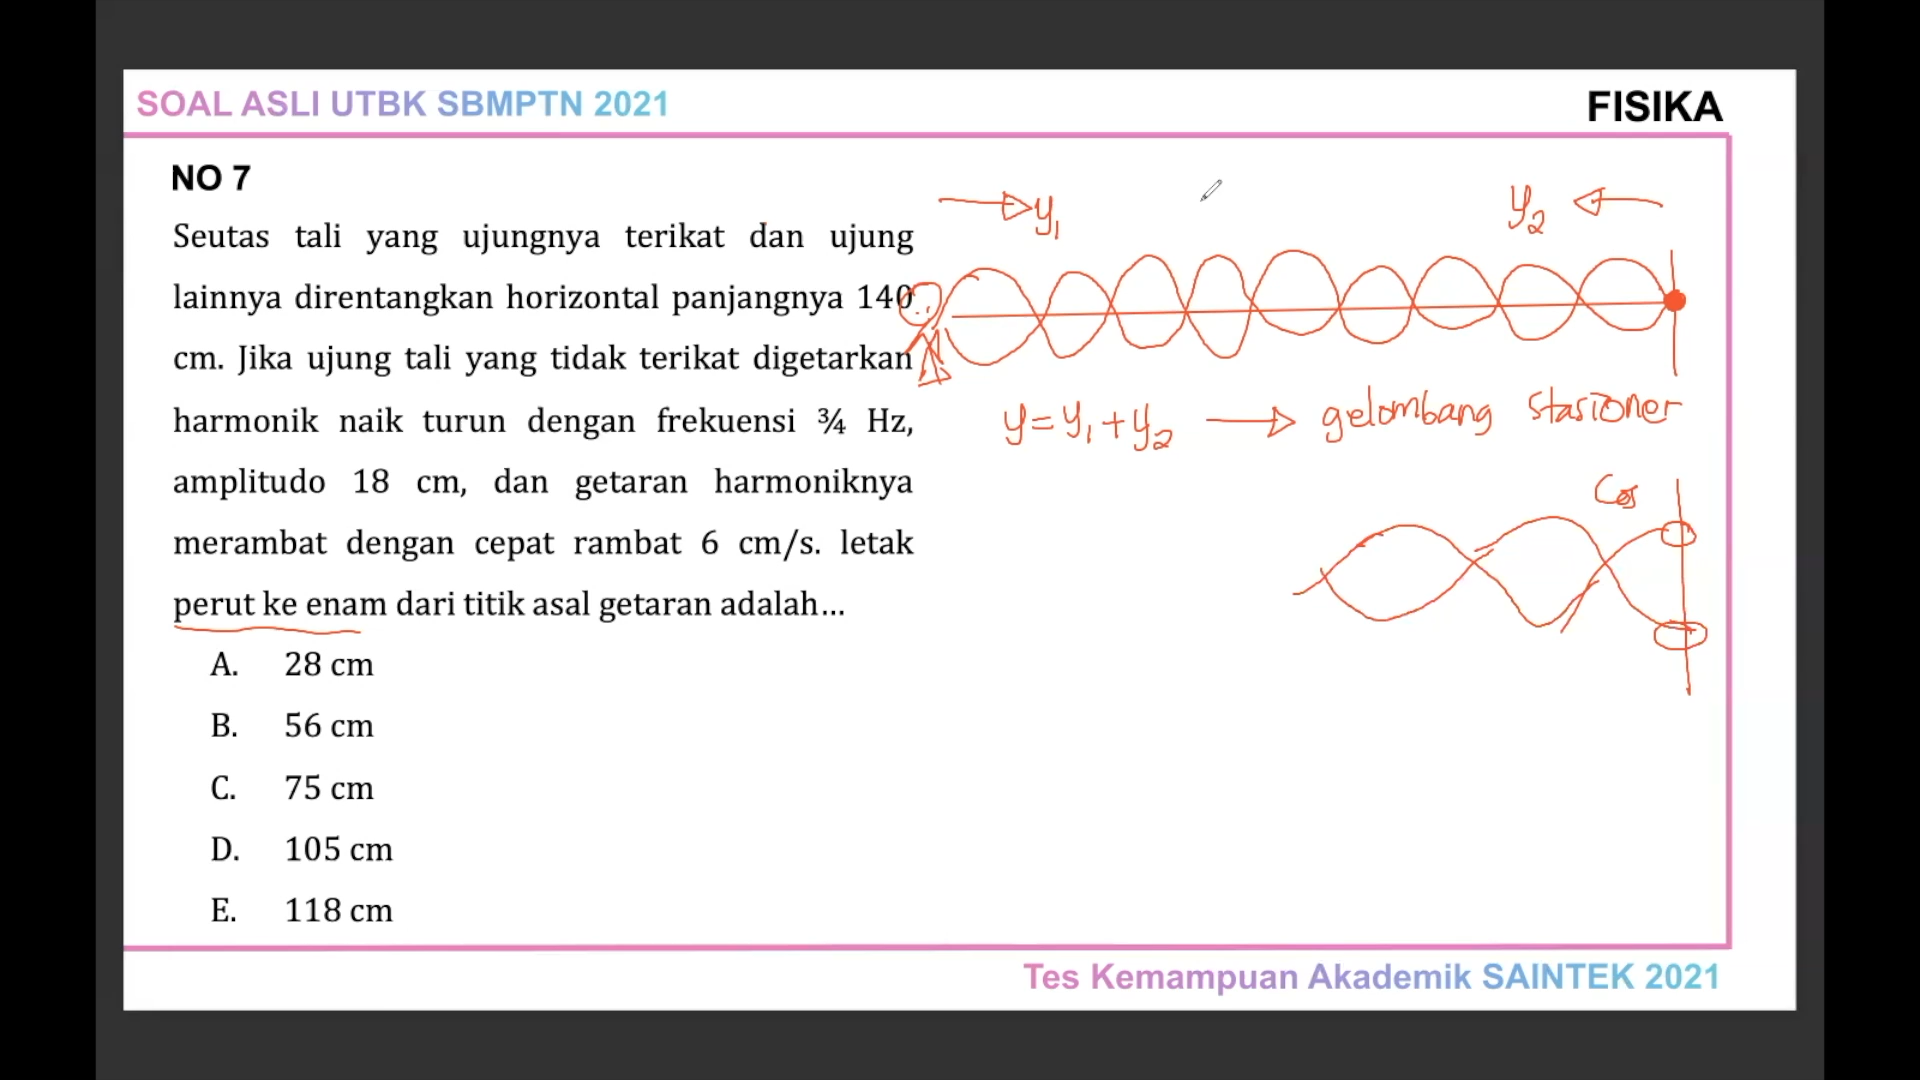 SOAL ASLI UTBK SBMPTN 2021
FISIKA
NO 7
Seutas tali yang ujungnya terikat dan ujung
lainnya direntangkan horizontal panjangnya 140
cm. Jika ujung tali yang tidak terikat digetarkan
harmonik naik turun dengan frekuensi ¾ Hz,
amplitudo 18 cm, dan getaran harmoniknya
merambat dengan cepat rambat 6 cm/s. letak
perut ke enam dari titik asal getaran adalah...
A. 28 cm
B. 56 cm
C. 75 cm
D. 105 cm
E. 118 cm
y₁
y₂
y=y₁+y₂ → gelombang stasioner
Cos
Tes Kemampuan Akademik SAINTEK 2021